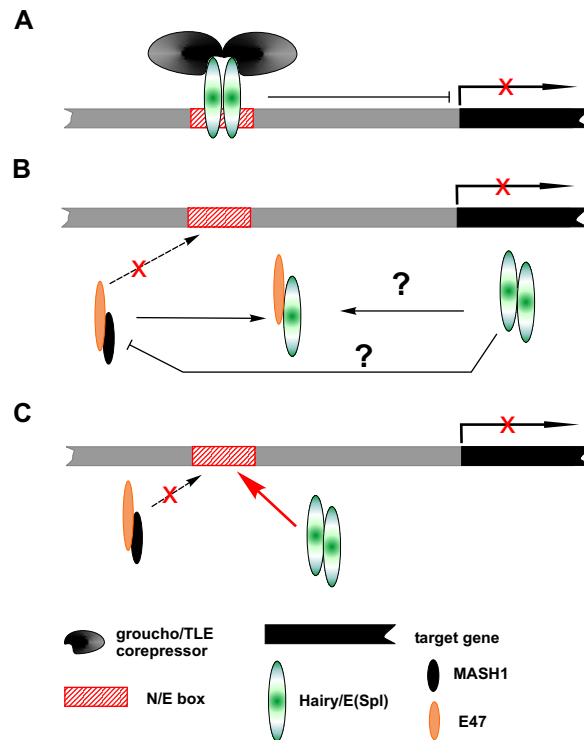 A
X
B
X
X
?
?
C
X
X
groucho/TLE
corepressor
target gene
MASH1
N/E box
Hairy/E(Spl)
E47